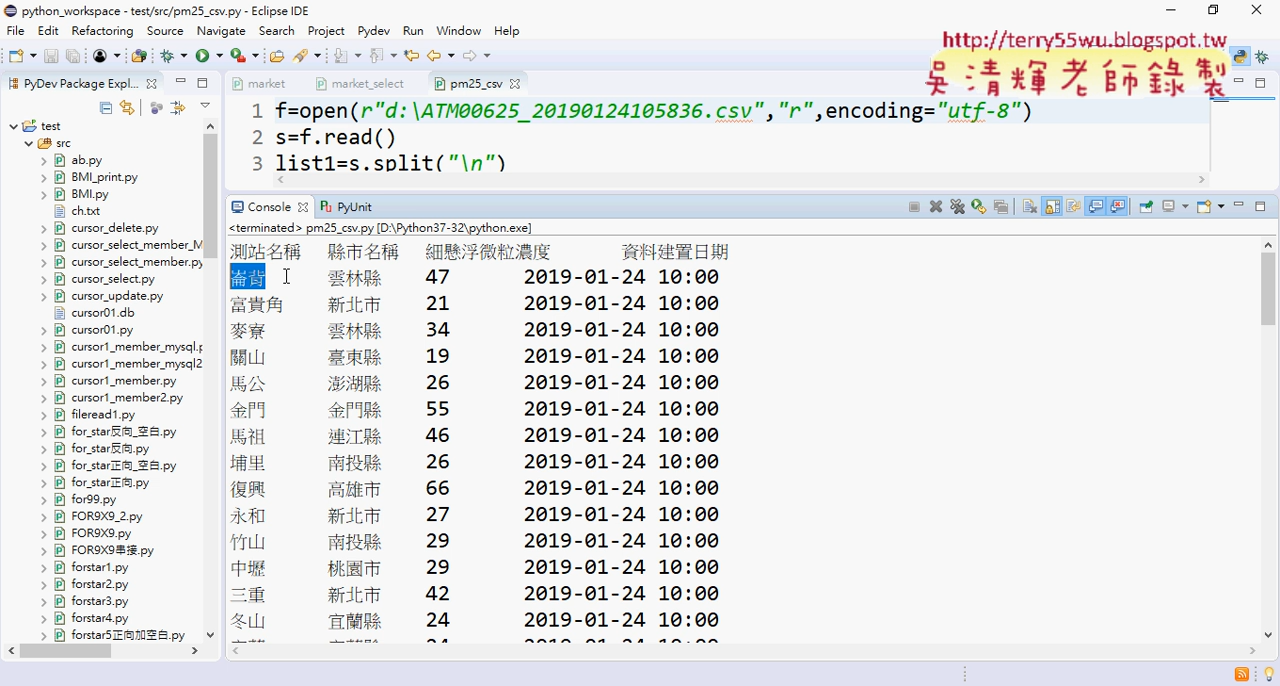 python_workspace - test/src/pm25_csv.py - Eclipse IDE
File Edit Refactoring Source Navigate Search Project Pydev Run Window Help
http://terry55wu.blogspot.tw
吳清輝老師錄製
PyDev Package Expl...
market market_select pm25_csv
1 f=open(r"d:\ATM00625_20190124105836.csv","r",encoding="utf-8")
2 s=f.read()
3 list1=s.split("\n")
test
src
ab.py
BMI_print.py
BMI.py
ch.txt
cursor_delete.py
cursor_select_member_M
cursor_select_member.py
cursor_select.py
cursor_update.py
cursor01.db
cursor01.py
cursor1_member_mysql.p
cursor1_member_mysql2
cursor1_member.py
cursor1_member2.py
fileread1.py
for_star反向_空白.py
for_star反向.py
for_star正向_空白.py
for_star正向.py
for99.py
FOR9X9_2.py
FOR9X9.py
FOR9X9串接.py
forstar1.py
forstar2.py
forstar3.py
forstar4.py
forstar5正向加空白.py
Console PyUnit
<terminated> pm25_csv.py [D:\Python37-32\python.exe]
測站名稱 縣市名稱 細懸浮微粒濃度 資料建置日期
崙背 雲林縣 47 2019-01-24 10:00
富貴角 新北市 21 2019-01-24 10:00
麥寮 雲林縣 34 2019-01-24 10:00
關山 臺東縣 19 2019-01-24 10:00
馬公 澎湖縣 26 2019-01-24 10:00
金門 金門縣 55 2019-01-24 10:00
馬祖 連江縣 46 2019-01-24 10:00
埔里 南投縣 26 2019-01-24 10:00
復興 高雄市 66 2019-01-24 10:00
永和 新北市 27 2019-01-24 10:00
竹山 南投縣 29 2019-01-24 10:00
中壢 桃園市 29 2019-01-24 10:00
三重 新北市 42 2019-01-24 10:00
冬山 宜蘭縣 24 2019-01-24 10:00